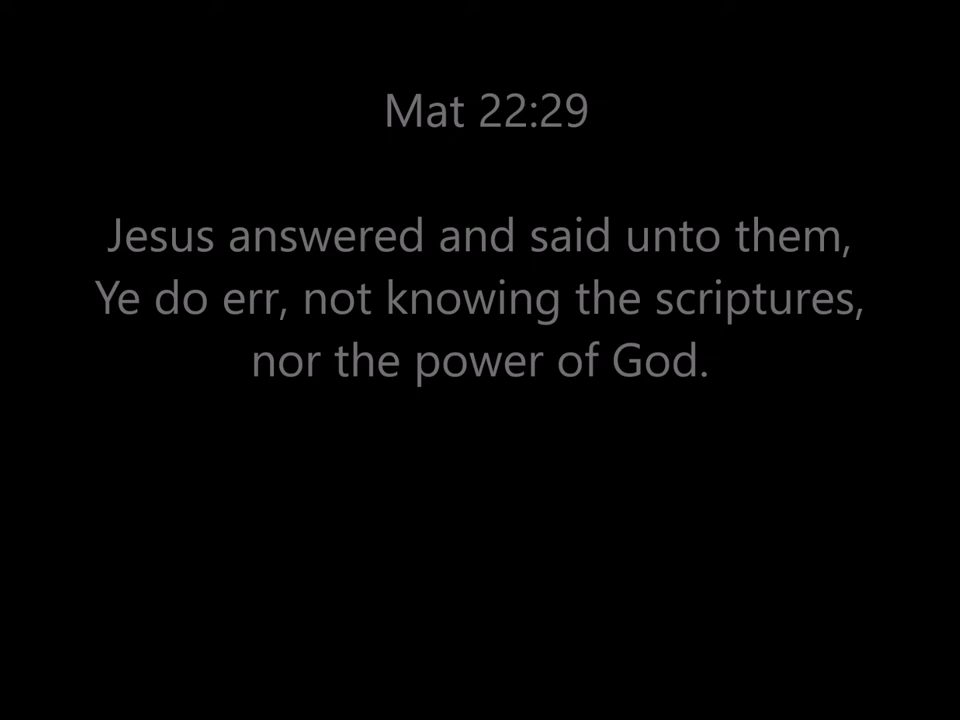 Mat 22:29
Jesus answered and said unto them,
Ye do err, not knowing the scriptures,
nor the power of God.